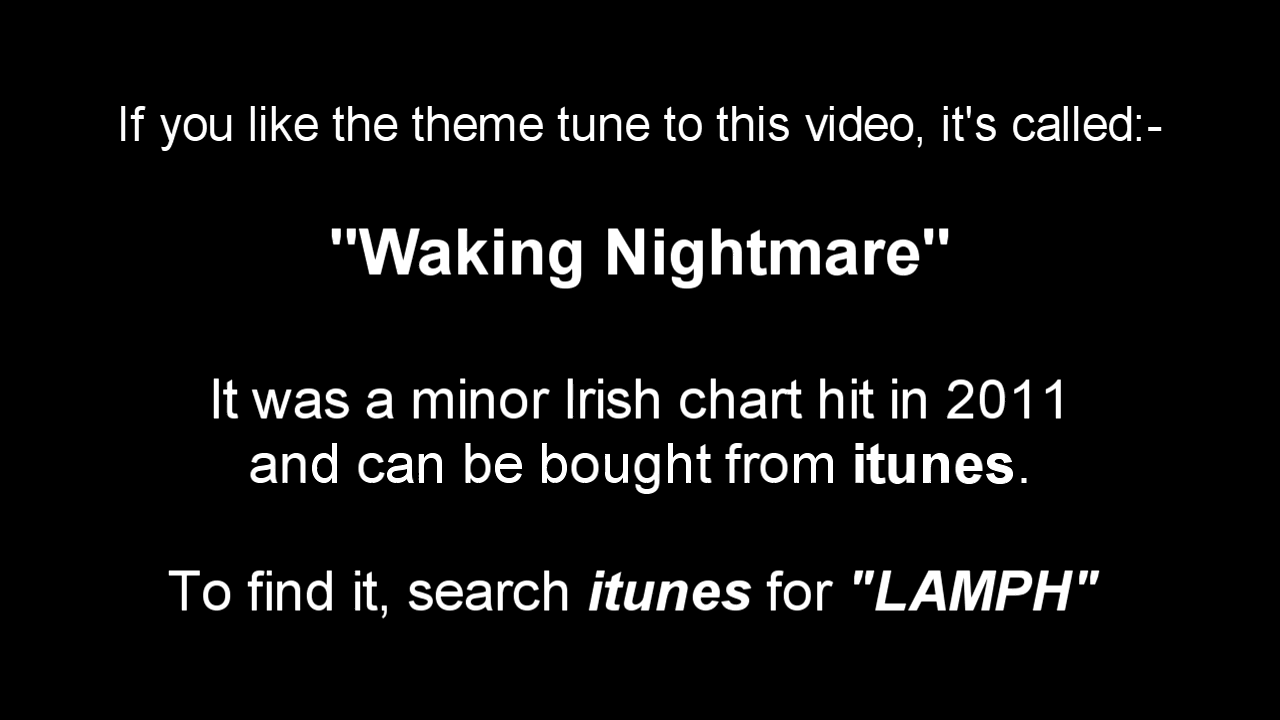 If you like the theme tune to this video, it's called:-
"Waking Nightmare"
It was a minor Irish chart hit in 2011
and can be bought from itunes.
To find it, search itunes for "LAMPH"